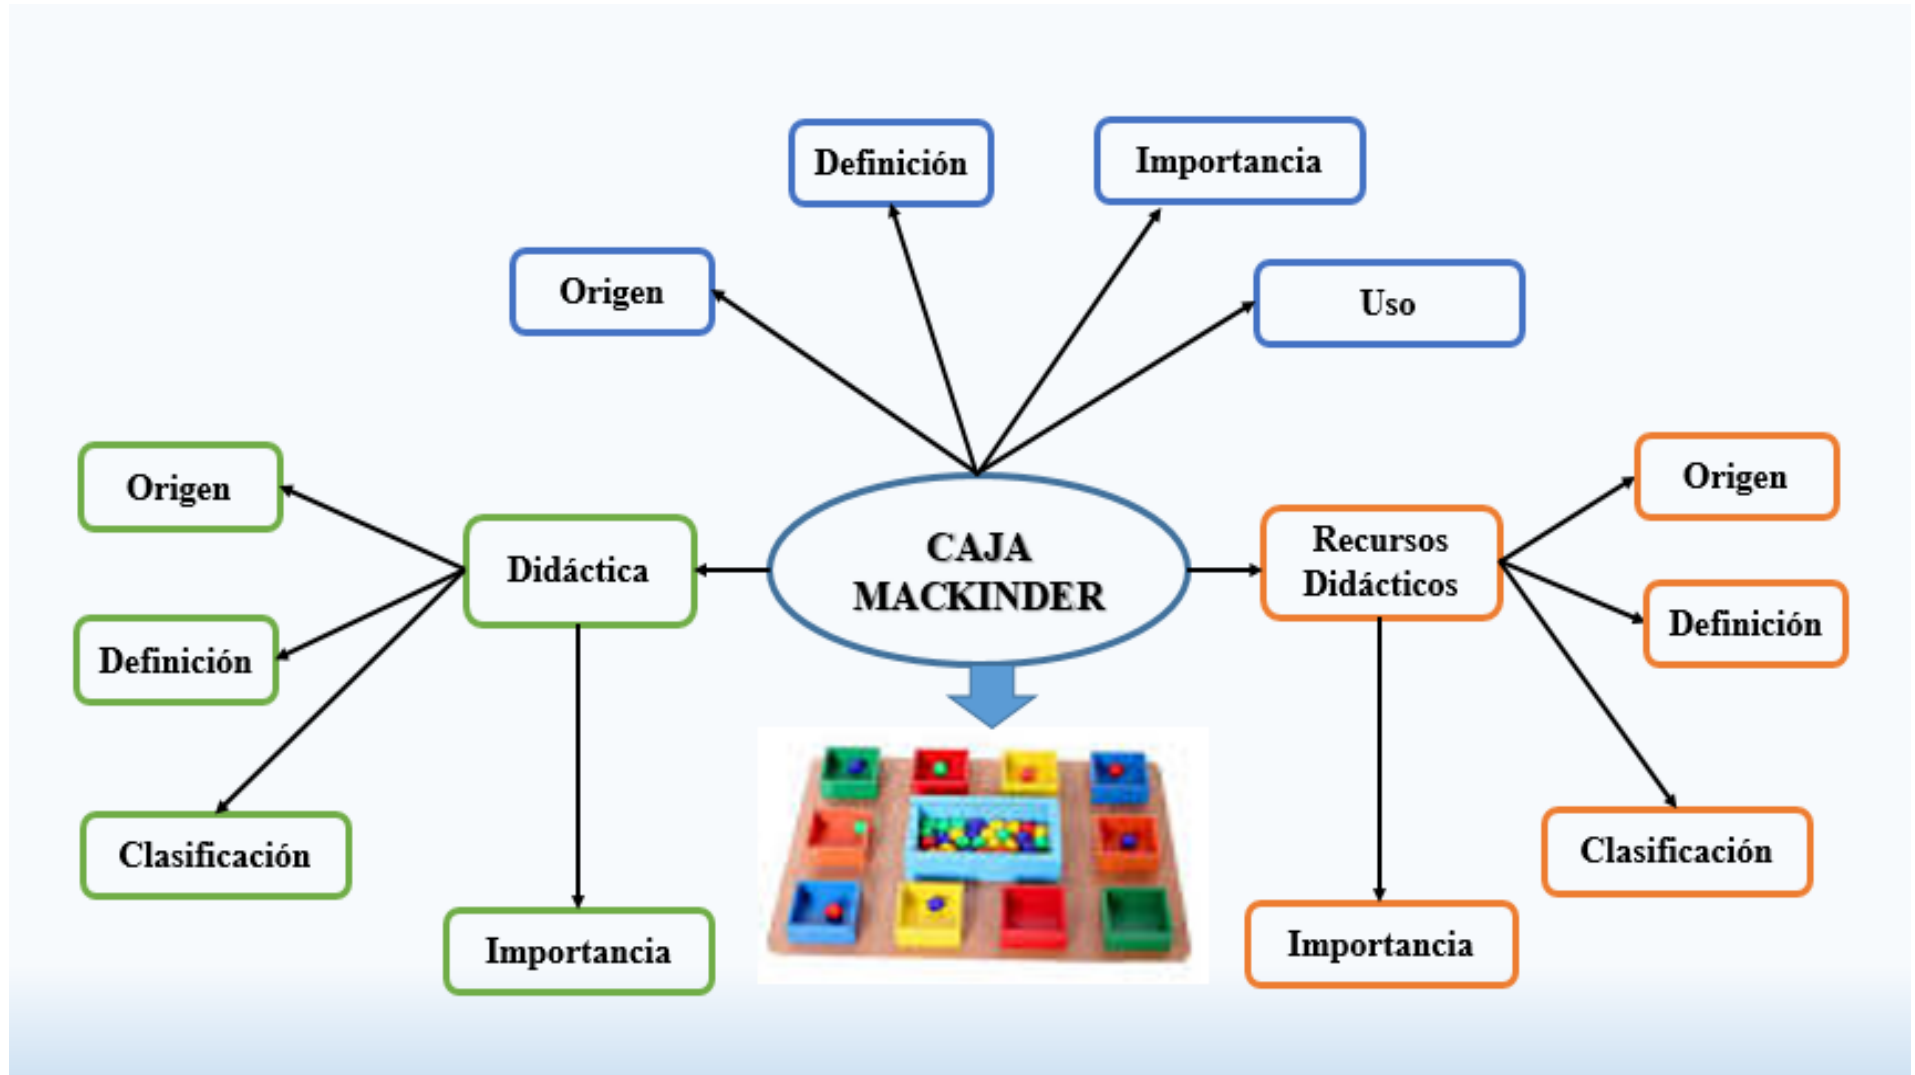 Definición
Importancia
Origen
Uso
Origen
Didáctica
CAJA
MACKINDER
Recursos
Didácticos
Origen
Definición
Definición
Clasificación
Clasificación
Importancia
Importancia